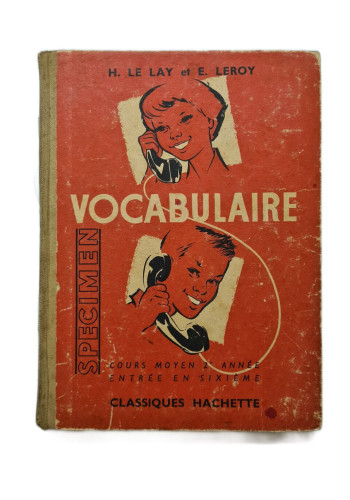 H. LE LAY et E. LEROY
VOCABULAIRE
SPECIMEN
COURS MOYEN 2e ANNÉE
ENTRÉE EN SIXIÈME
CLASSIQUES HACHETTE